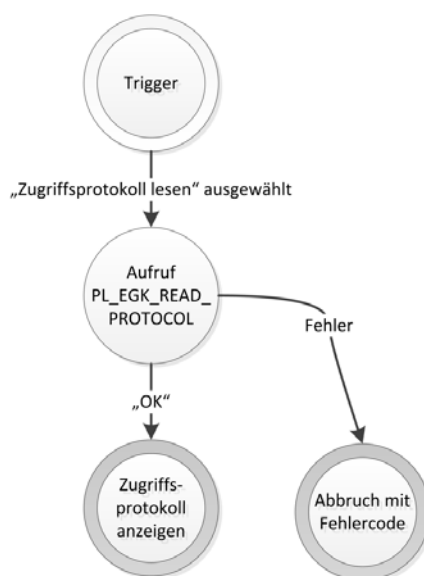 Trigger
„Zugriffsprotokoll lesen“ ausgewählt
Aufruf
PL_EGK_READ_
PROTOCOL
Fehler
„OK“
Zugriffs-
protokoll
anzeigen
Abbruch mit
Fehlercode